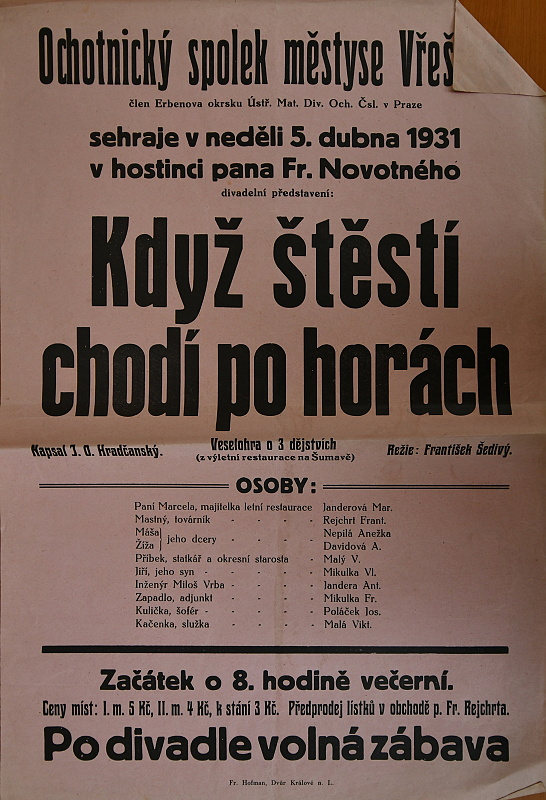 Ochotnický spolek městyse Vřeš
člen Erbenova okrsku Ústř. Mat. Div. Och. Čsl. v Praze
sehraje v neděli 5. dubna 1931
v hostinci pana Fr. Novotného
divadelní představení:
Když štěstí
chodí po horách
Kapsal J. O. Hradčanský.
Veselohra o 3 dějstvích
(z výletní restaurace na Šumavě)
Režie: František Šedivý.
OSOBY:
Paní Marcela, majitelka letní restaurace Janderová Mar.
Mastný, továrník - - - - Rejchrt Frant.
Máša
Žíža } jeho dcery - - - - Nepilá Anežka
Davidová A.
Příbek, statkář a okresní starosta - Malý V.
Jiří, jeho syn - - - - - Mikulka Vl.
Inženýr Miloš Vrba - - - - Jandera Ant.
Zapadlo, adjunkt - - - - Mikulka Fr.
Kulička, šofér - - - - - Poláček Jos.
Kačenka, služka - - - - Malá Vikt.
Začátek o 8. hodině večerní.
Ceny míst: I. m. 5 Kč, II. m. 4 Kč, k stání 3 Kč. Předprodej lístků v obchodě p. Fr. Rejchrta.
Po divadle volná zábava
Fr. Hofman, Dvůr Králové n. L.